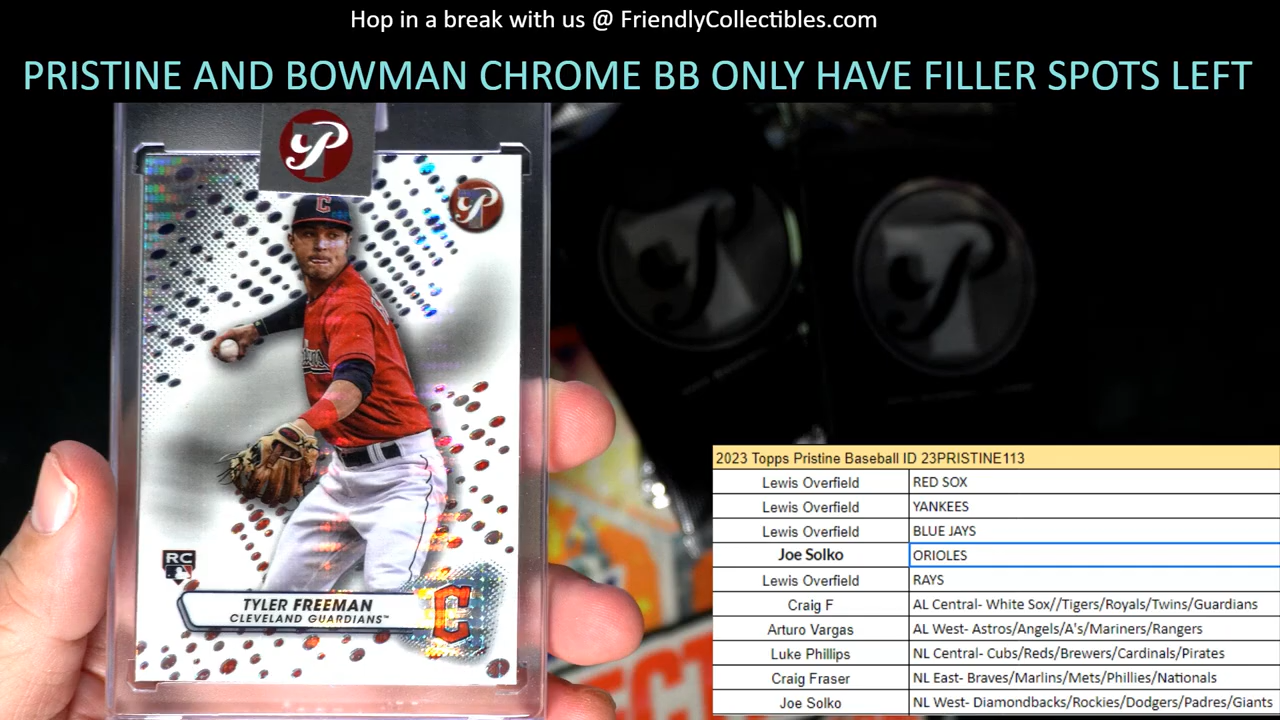 Hop in a break with us @ FriendlyCollectibles.com
PRISTINE AND BOWMAN CHROME BB ONLY HAVE FILLER SPOTS LEFT
P
P
C
RC
TYLER FREEMAN
CLEVELAND GUARDIANS™
C
2023 Topps Pristine Baseball ID 23PRISTINE113
Lewis Overfield RED SOX
Lewis Overfield YANKEES
Lewis Overfield BLUE JAYS
Joe Solko ORIOLES
Lewis Overfield RAYS
Craig F AL Central- White Sox//Tigers/Royals/Twins/Guardians
Arturo Vargas AL West- Astros/Angels/A's/Mariners/Rangers
Luke Phillips NL Central- Cubs/Reds/Brewers/Cardinals/Pirates
Craig Fraser NL East- Braves/Marlins/Mets/Phillies/Nationals
Joe Solko NL West- Diamondbacks/Rockies/Dodgers/Padres/Giants